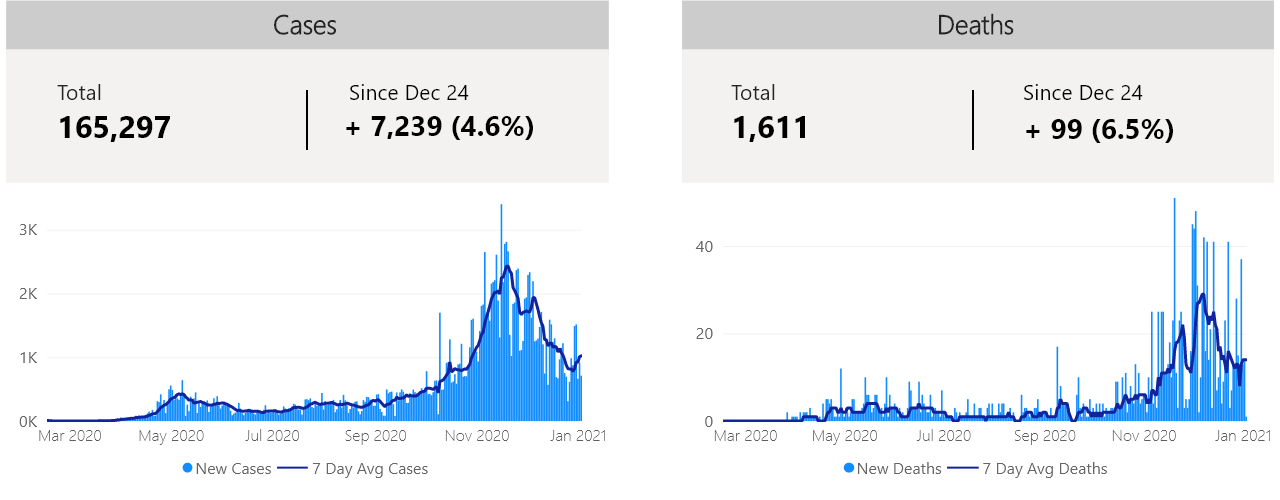 Cases
Total
165,297
Since Dec 24
+ 7,239 (4.6%)
3K
2K
1K
0K
Mar 2020 May 2020 Jul 2020 Sep 2020 Nov 2020 Jan 2021
New Cases 7 Day Avg Cases
Deaths
Total
1,611
Since Dec 24
+ 99 (6.5%)
40
20
0
Mar 2020 May 2020 Jul 2020 Sep 2020 Nov 2020 Jan 2021
New Deaths 7 Day Avg Deaths